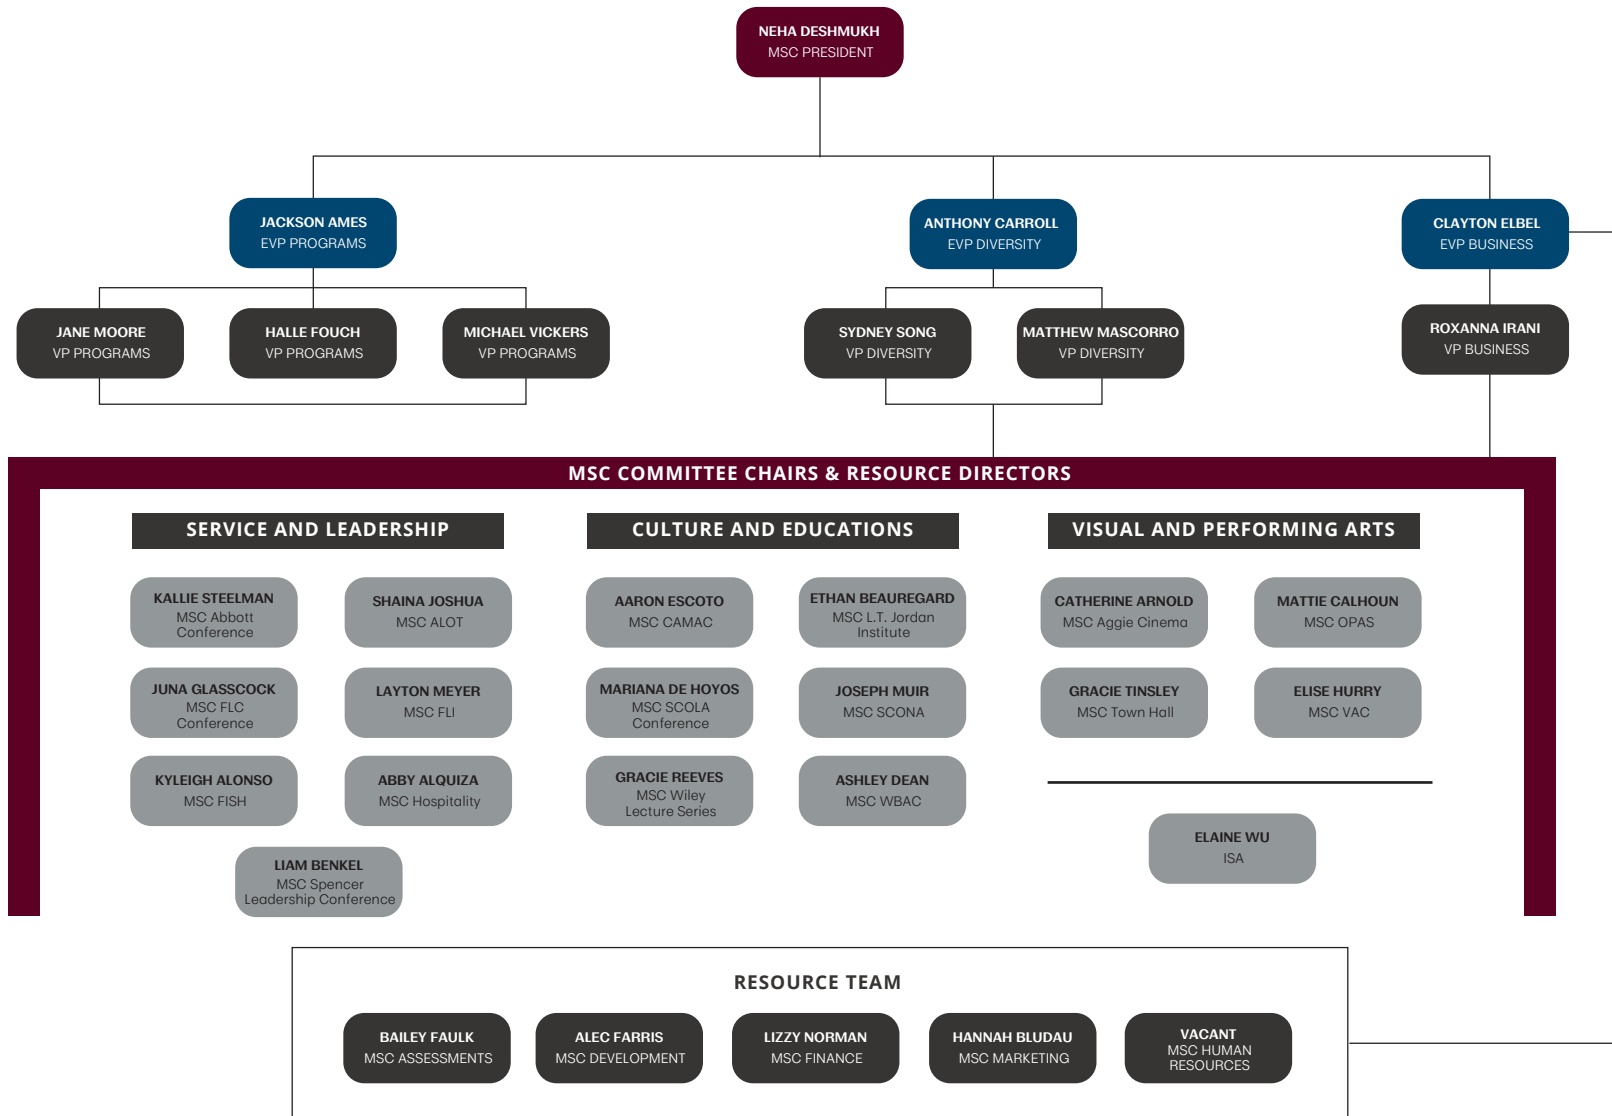 NEHA DESHMUKH
MSC PRESIDENT
JACKSON AMES
EVP PROGRAMS
ANTHONY CARROLL
EVP DIVERSITY
CLAYTON ELBEL
EVP BUSINESS
JANE MOORE
VP PROGRAMS
HALLE FOUCH
VP PROGRAMS
MICHAEL VICKERS
VP PROGRAMS
SYDNEY SONG
VP DIVERSITY
MATTHEW MASCORRO
VP DIVERSITY
ROXANNA IRANI
VP BUSINESS
MSC COMMITTEE CHAIRS & RESOURCE DIRECTORS
SERVICE AND LEADERSHIP
KALLIE STEELMAN
MSC Abbott
Conference
SHAINA JOSHUA
MSC ALOT
JUNA GLASSCOCK
MSC FLC
Conference
LAYTON MEYER
MSC FLI
KYLEIGH ALONSO
MSC FISH
ABBY ALQUIZA
MSC Hospitality
LIAM BENKEL
MSC Spencer
Leadership Conference
CULTURE AND EDUCATIONS
AARON ESCOTO
MSC CAMAC
ETHAN BEAUREGARD
MSC L.T. Jordan
Institute
MARIANA DE HOYOS
MSC SCOLA
Conference
JOSEPH MUIR
MSC SCONA
GRACIE REEVES
MSC Wiley
Lecture Series
ASHLEY DEAN
MSC WBAC
VISUAL AND PERFORMING ARTS
CATHERINE ARNOLD
MSC Aggie Cinema
MATTIE CALHOUN
MSC OPAS
GRACIE TINSLEY
MSC Town Hall
ELISE HURRY
MSC VAC
ELAINE WU
ISA
RESOURCE TEAM
BAILEY FAULK
MSC ASSESSMENTS
ALEC FARRIS
MSC DEVELOPMENT
LIZZY NORMAN
MSC FINANCE
HANNAH BLUDAU
MSC MARKETING
VACANT
MSC HUMAN
RESOURCES